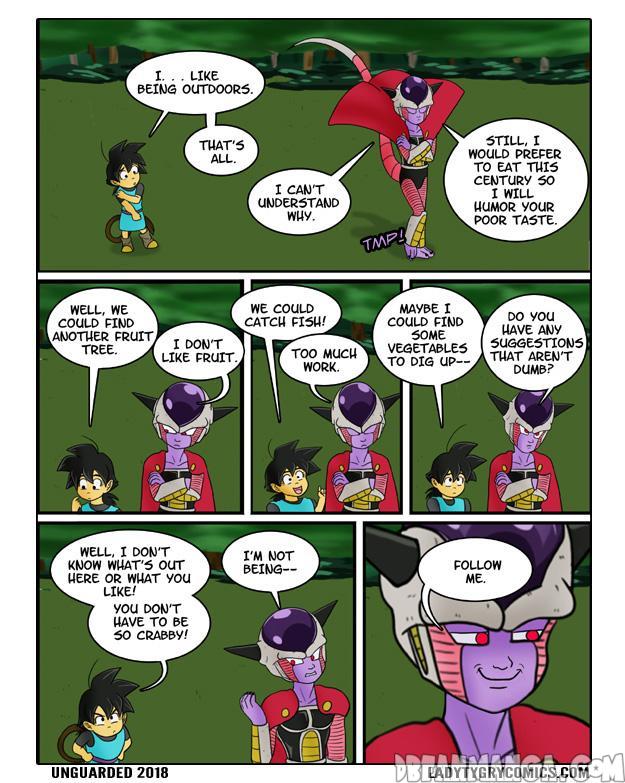 I. . . LIKE
BEING OUTDOORS.
THAT'S
ALL.
I CAN'T
UNDERSTAND
WHY.
STILL, I
WOULD PREFER
TO EAT THIS
CENTURY SO
I WILL
HUMOR YOUR
POOR TASTE.
TMP!
WELL, WE
COULD FIND
ANOTHER FRUIT
TREE.
I DON'T
LIKE FRUIT.
WE COULD
CATCH FISH!
TOO MUCH
WORK.
MAYBE I
COULD FIND
SOME
VEGETABLES
TO DIG UP--
DO YOU
HAVE ANY
SUGGESTIONS
THAT AREN'T
DUMB?
WELL, I DON'T
KNOW WHAT'S OUT
HERE OR WHAT YOU
LIKE!
YOU DON'T
HAVE TO BE
SO CRABBY!
I'M NOT
BEING--
FOLLOW
ME.
UNGUARDED 2018
LADYTYGRYCOMICS.COM
DBFANMANGA.COM